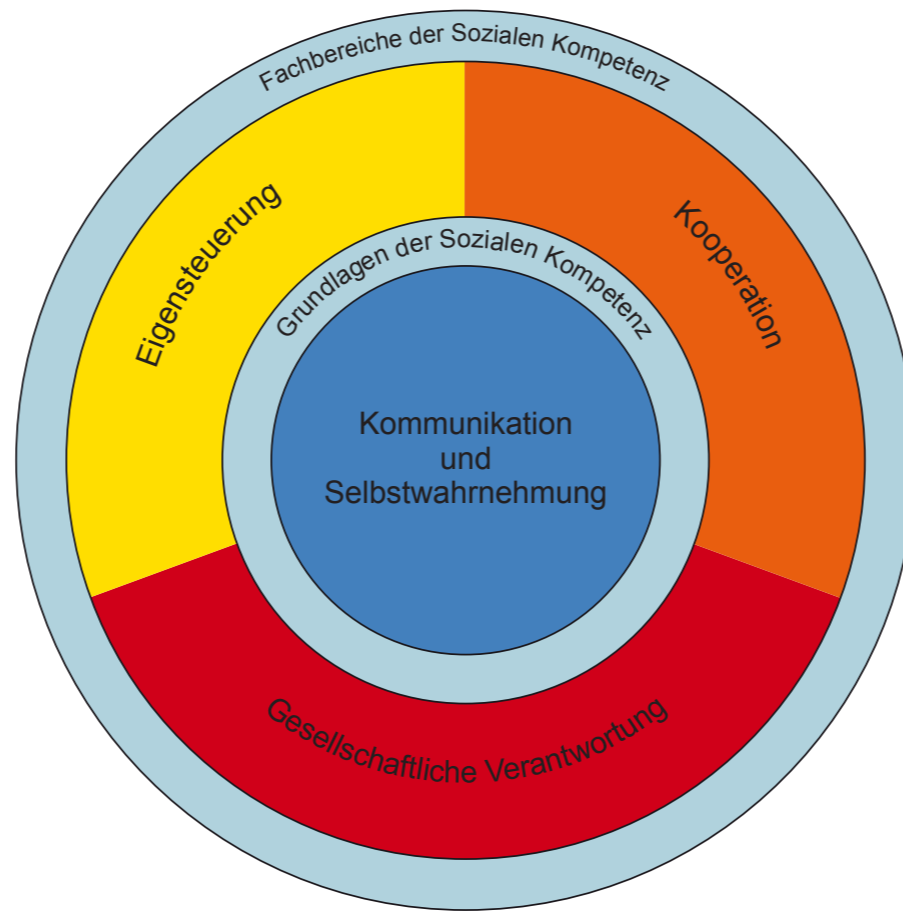 Fachbereiche der Sozialen Kompetenz
Eigensteuerung
Kooperation
Grundlagen der Sozialen Kompetenz
Kommunikation
und
Selbstwahrnehmung
Gesellschaftliche Verantwortung